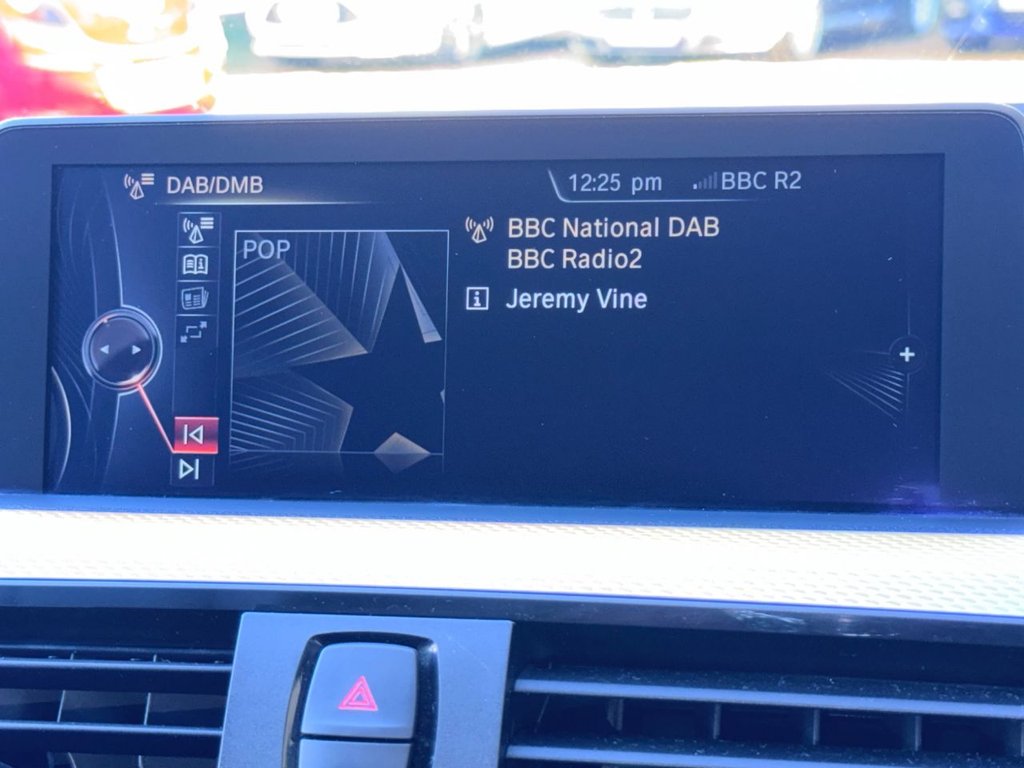 DAB/DMB
12:25 pm
BBC R2
POP
BBC National DAB
BBC Radio2
Jeremy Vine